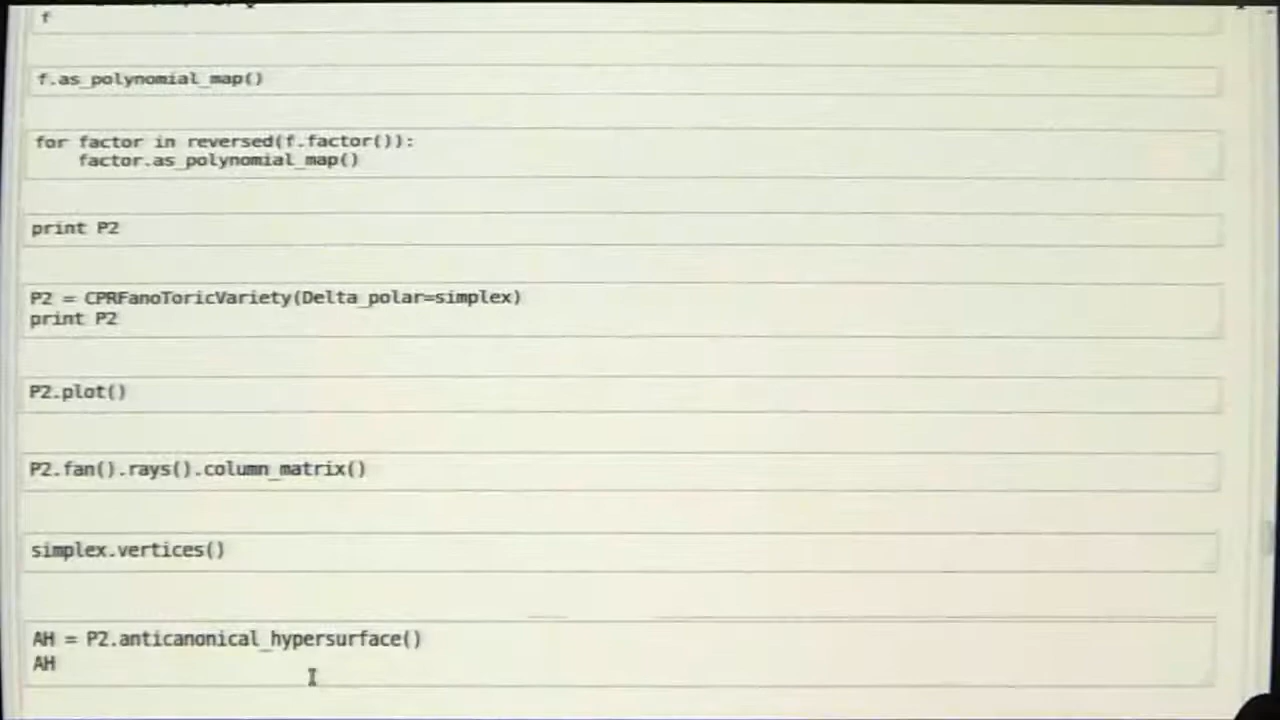 f
f.as_polynomial_map()
for factor in reversed(f.factor()):
    factor.as_polynomial_map()
print P2
P2 = CPRFanoToricVariety(Delta_polar=simplex)
print P2
P2.plot()
P2.fan().rays().column_matrix()
simplex.vertices()
AH = P2.anticanonical_hypersurface()
AH